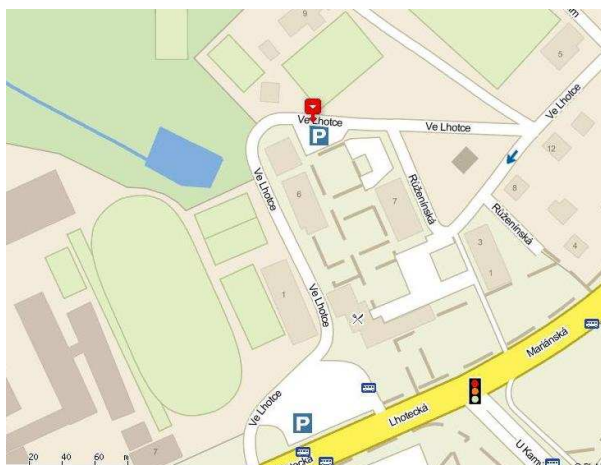 9
5
Ve Lhotce
P
Ve Lhotce
Ve Lhotce
12
Ve Lhotce
6
7
Růženínská
8
Růženínská
3
4
1
1
Ve Lhotce
Mariánská
Lhotecká
Ve Lhotce
P
7
20 40 60 m